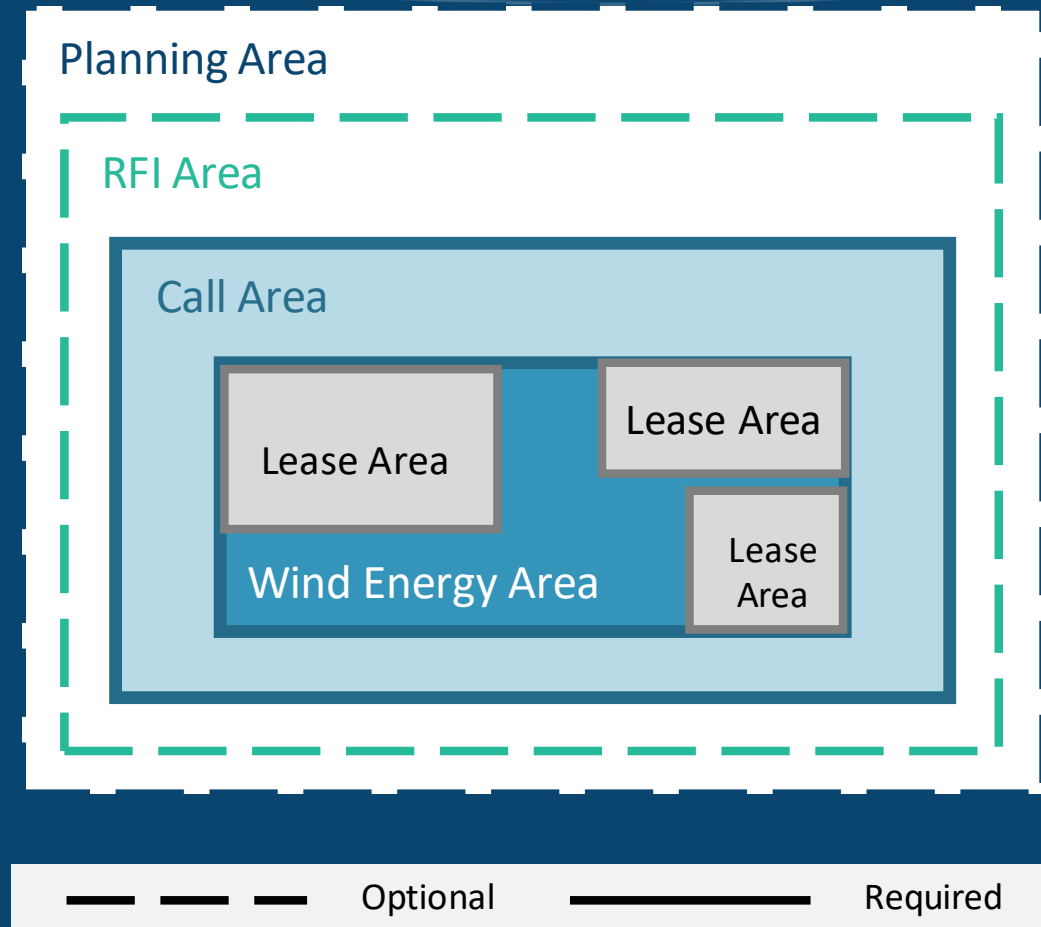 Planning Area
RFI Area
Call Area
Lease Area
Lease Area
Lease
Area
Wind Energy Area
Optional
Required